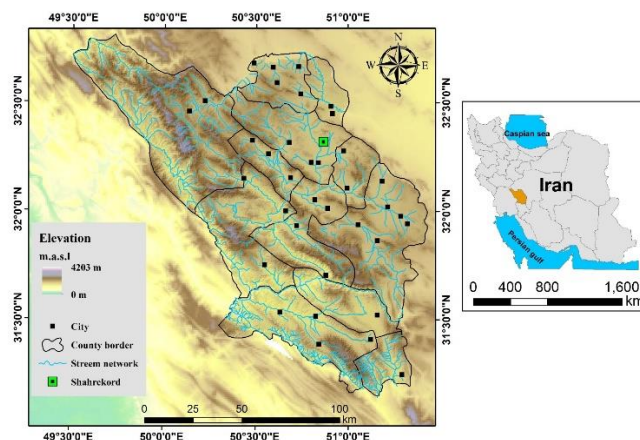 49°30'0"E 50°0'0"E 50°30'0"E 51°0'0"E
N
W E
S
32°30'0"N 32°30'0"N
32°0'0"N 32°0'0"N
31°30'0"N 31°30'0"N
Elevation
m.a.s.l
4203 m
0 m
City
County border
Streem network
Shahrekord
0 25 50 100
km
49°30'0"E 50°0'0"E 50°30'0"E 51°0'0"E
Caspian sea
Iran
Persian gulf
0 400 800 1,600
km